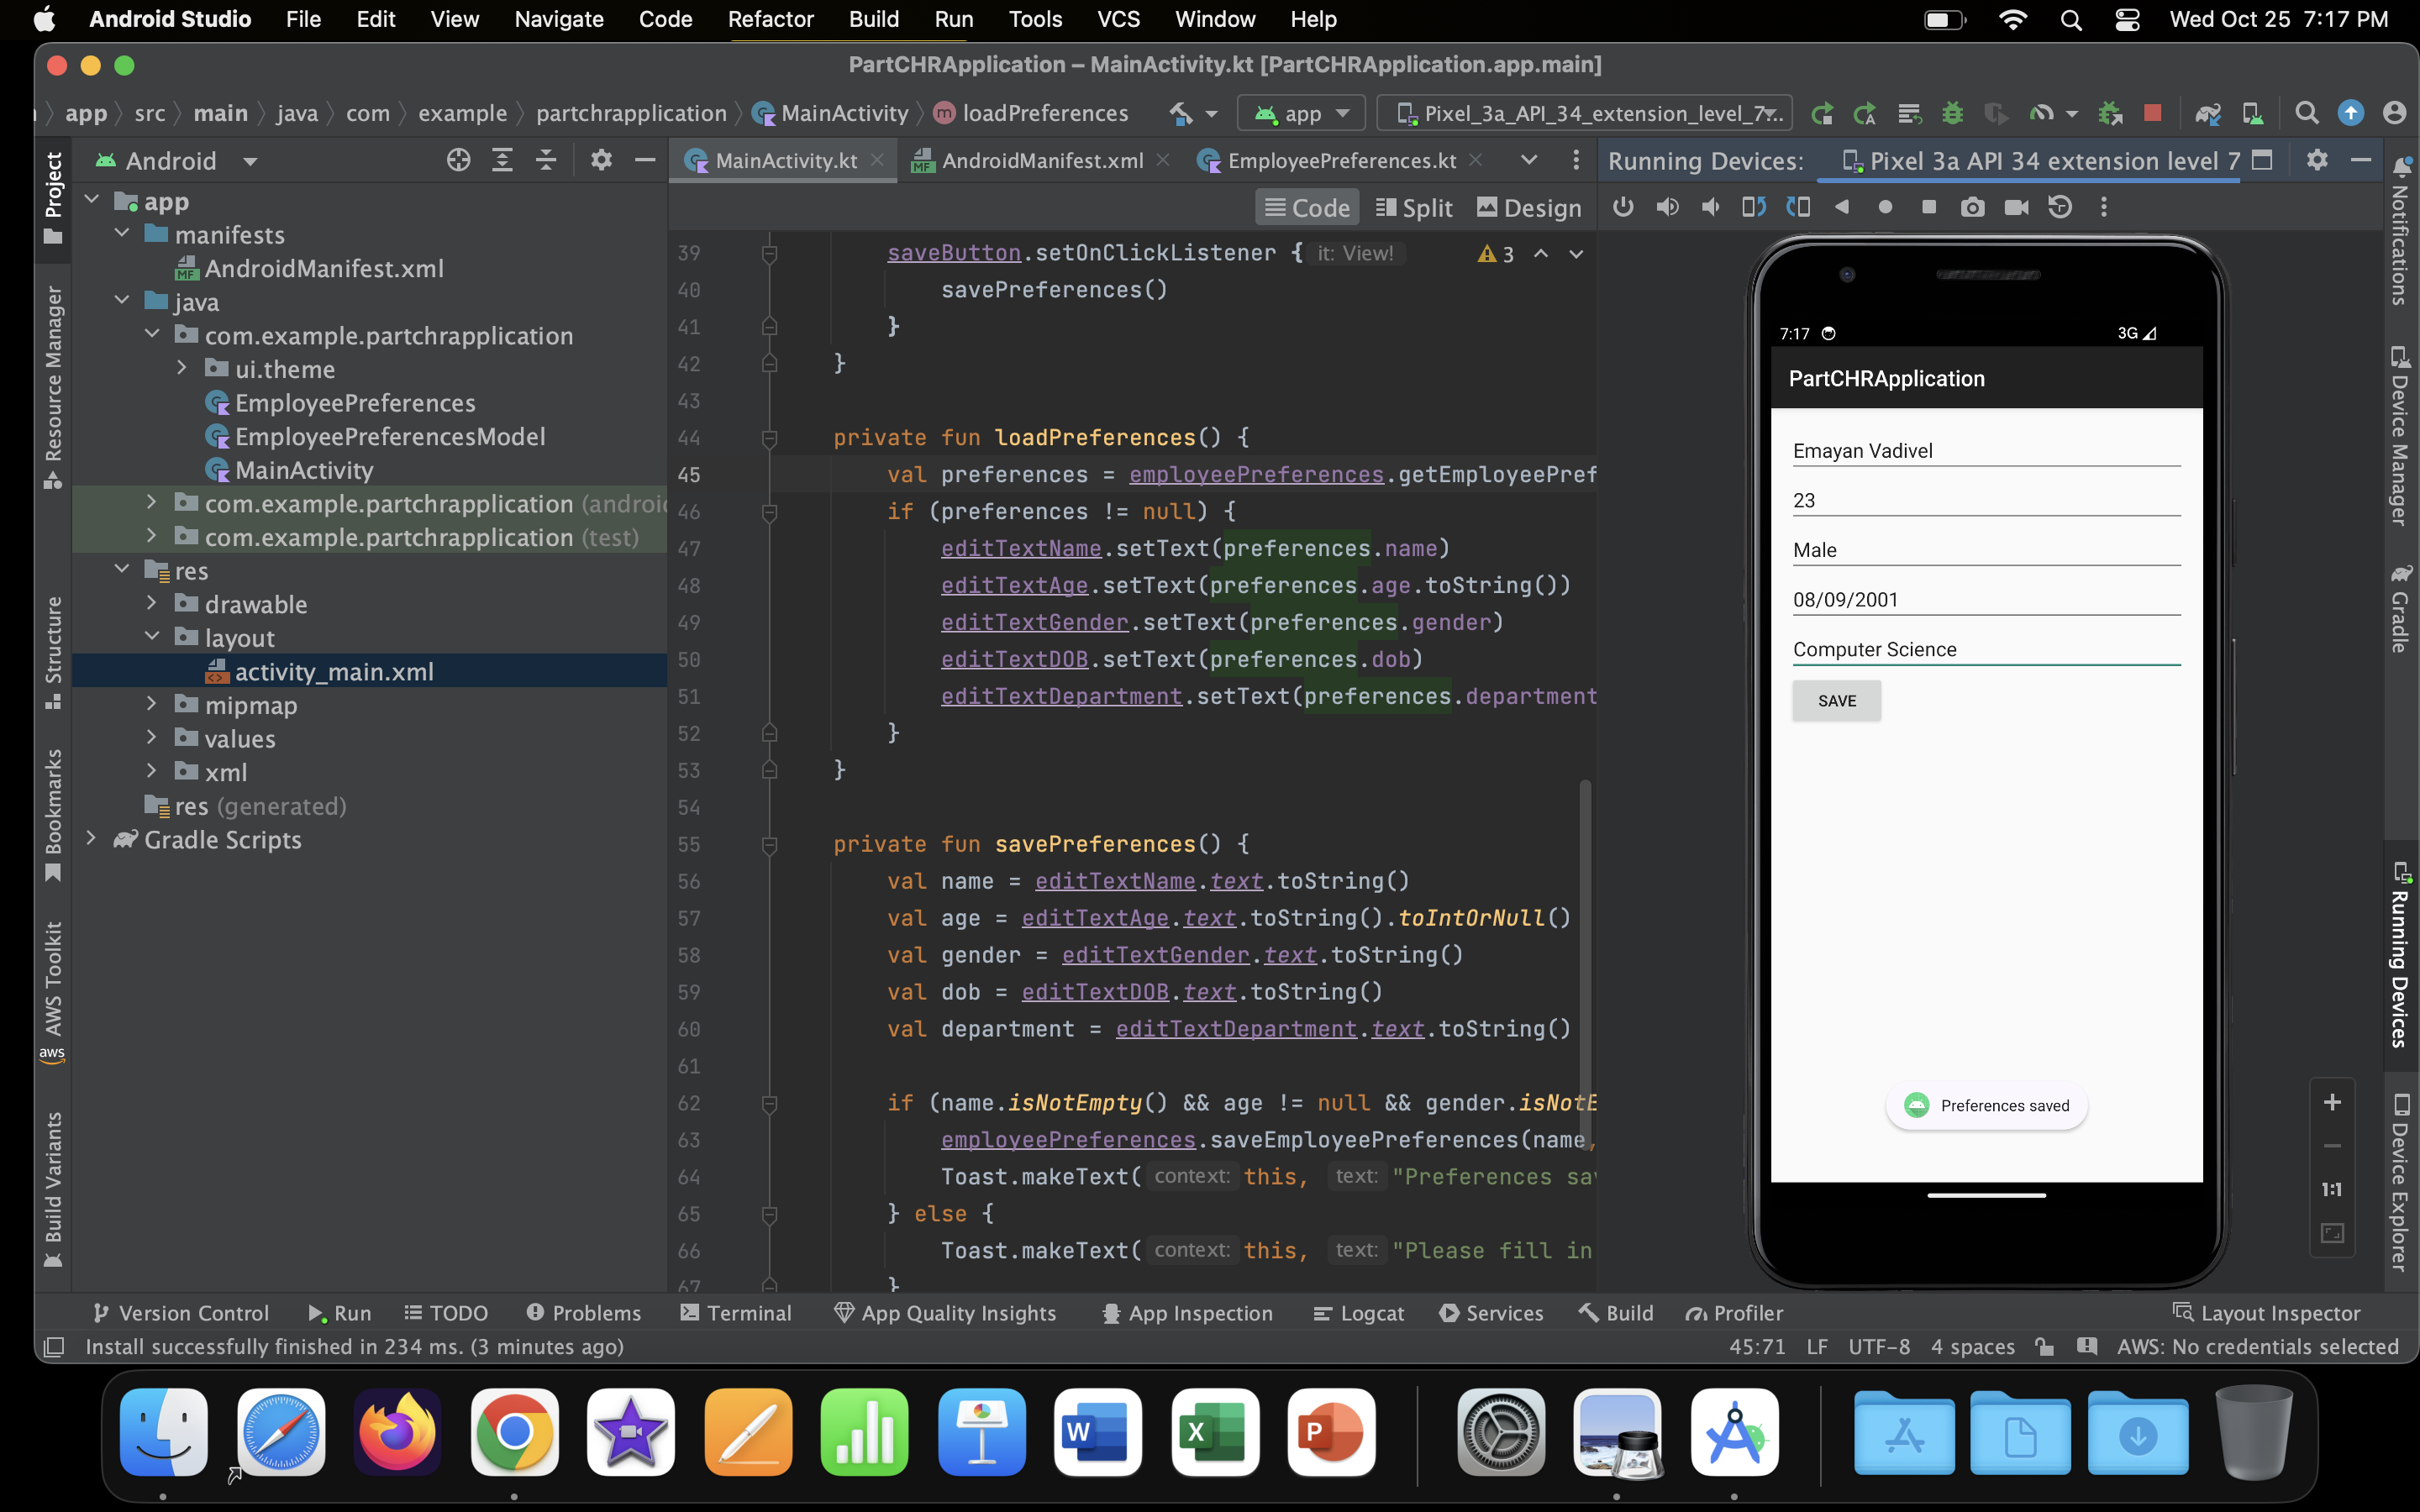 Android Studio File Edit View Navigate Code Refactor Build Run Tools VCS Window Help Wed Oct 25 7:17 PM
PartCHRApplication – MainActivity.kt [PartCHRApplication.app.main]
app src main java com example partchrapplication MainActivity loadPreferences app Pixel_3a_API_34_extension_level_7...
Android
MainActivity.kt AndroidManifest.xml EmployeePreferences.kt
Running Devices: Pixel 3a API 34 extension level 7
Code Split Design
Project
Resource Manager
Structure
Bookmarks
AWS Toolkit
aws
Build Variants
app
manifests
AndroidManifest.xml
java
com.example.partchrapplication
ui.theme
EmployeePreferences
EmployeePreferencesModel
MainActivity
com.example.partchrapplication (androi
com.example.partchrapplication (test)
res
drawable
layout
activity_main.xml
mipmap
values
xml
res (generated)
Gradle Scripts
39 saveButton.setOnClickListener { it: View! 3
40 savePreferences()
41 }
42 }
43
44 private fun loadPreferences() {
45 val preferences = employeePreferences.getEmployeePref
46 if (preferences != null) {
47 editTextName.setText(preferences.name)
48 editTextAge.setText(preferences.age.toString())
49 editTextGender.setText(preferences.gender)
50 editTextDOB.setText(preferences.dob)
51 editTextDepartment.setText(preferences.department
52 }
53 }
54
55 private fun savePreferences() {
56 val name = editTextName.text.toString()
57 val age = editTextAge.text.toString().toIntOrNull()
58 val gender = editTextGender.text.toString()
59 val dob = editTextDOB.text.toString()
60 val department = editTextDepartment.text.toString()
61
62 if (name.isNotEmpty() && age != null && gender.isNotE
63 employeePreferences.saveEmployeePreferences(name,
64 Toast.makeText( context: this, text: "Preferences sav
65 } else {
66 Toast.makeText( context: this, text: "Please fill in
67 }
7:17 3G
PartCHRApplication
Emayan Vadivel
23
Male
08/09/2001
Computer Science
SAVE
Preferences saved
1:1
Notifications
Device Manager
Gradle
Running Devices
Device Explorer
Version Control Run TODO Problems Terminal App Quality Insights App Inspection Logcat Services Build Profiler Layout Inspector
Install successfully finished in 234 ms. (3 minutes ago) 45:71 LF UTF-8 4 spaces AWS: No credentials selected
W X P